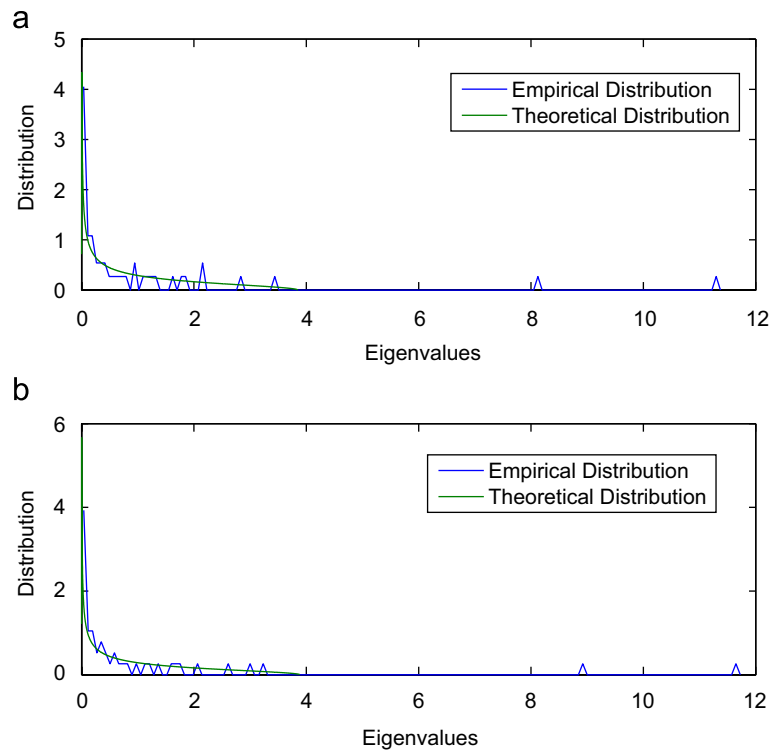 a
5
4
3
2
1
0
Distribution
Empirical Distribution
Theoretical Distribution
0 2 4 6 8 10 12
Eigenvalues
b
6
4
2
0
Distribution
Empirical Distribution
Theoretical Distribution
0 2 4 6 8 10 12
Eigenvalues